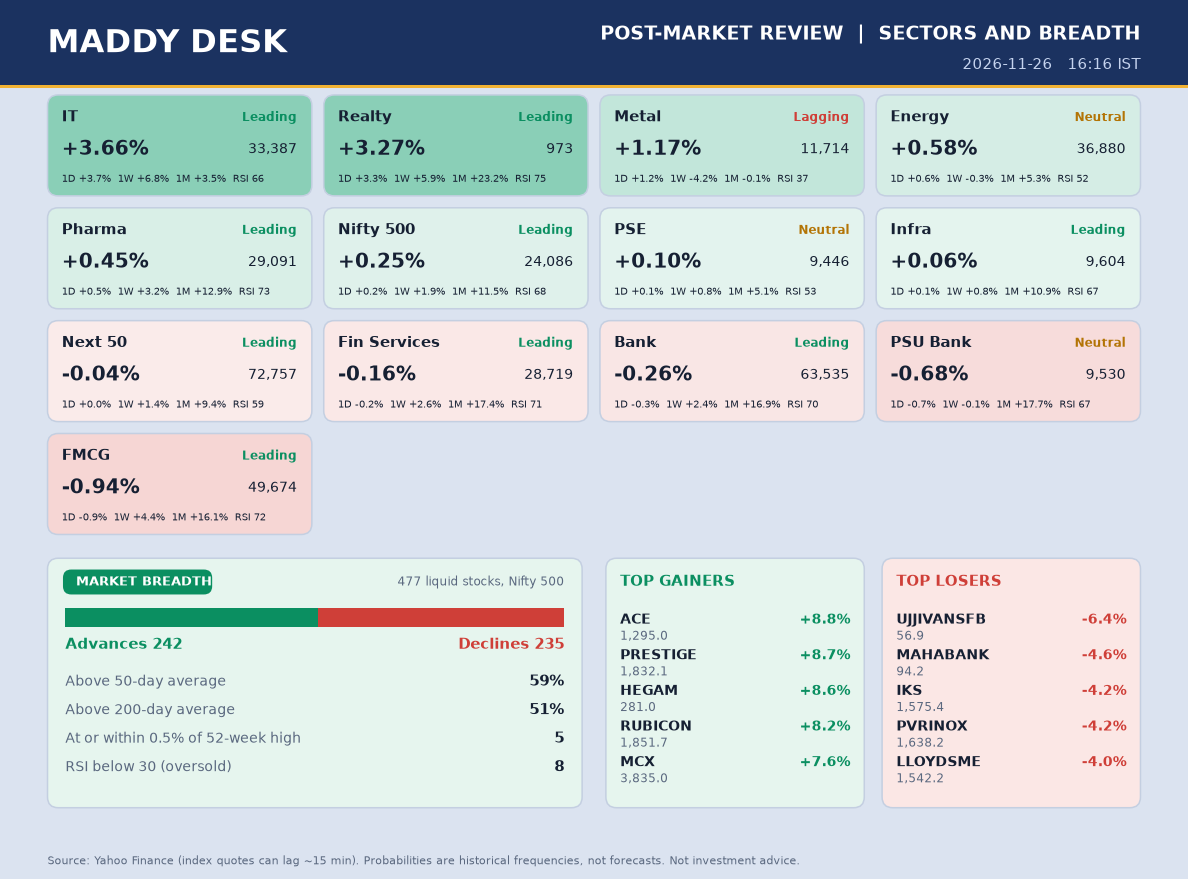 MADDY DESK
POST-MARKET REVIEW | SECTORS AND BREADTH
2026-11-26 16:16 IST
IT Leading
+3.66% 33,387
1D +3.7% 1W +6.8% 1M +3.5% RSI 66
Realty Leading
+3.27% 973
1D +3.3% 1W +5.9% 1M +23.2% RSI 75
Metal Lagging
+1.17% 11,714
1D +1.2% 1W -4.2% 1M -0.1% RSI 37
Energy Neutral
+0.58% 36,880
1D +0.6% 1W -0.3% 1M +5.3% RSI 52
Pharma Leading
+0.45% 29,091
1D +0.5% 1W +3.2% 1M +12.9% RSI 73
Nifty 500 Leading
+0.25% 24,086
1D +0.2% 1W +1.9% 1M +11.5% RSI 68
PSE Neutral
+0.10% 9,446
1D +0.1% 1W +0.8% 1M +5.1% RSI 53
Infra Leading
+0.06% 9,604
1D +0.1% 1W +0.8% 1M +10.9% RSI 67
Next 50 Leading
-0.04% 72,757
1D +0.0% 1W +1.4% 1M +9.4% RSI 59
Fin Services Leading
-0.16% 28,719
1D -0.2% 1W +2.6% 1M +17.4% RSI 71
Bank Leading
-0.26% 63,535
1D -0.3% 1W +2.4% 1M +16.9% RSI 70
PSU Bank Neutral
-0.68% 9,530
1D -0.7% 1W -0.1% 1M +17.7% RSI 67
FMCG Leading
-0.94% 49,674
1D -0.9% 1W +4.4% 1M +16.1% RSI 72
MARKET BREADTH 477 liquid stocks, Nifty 500
Advances 242 Declines 235
Above 50-day average 59%
Above 200-day average 51%
At or within 0.5% of 52-week high 5
RSI below 30 (oversold) 8
TOP GAINERS
ACE +8.8%
1,295.0
PRESTIGE +8.7%
1,832.1
HEGAM +8.6%
281.0
RUBICON +8.2%
1,851.7
MCX +7.6%
3,835.0
TOP LOSERS
UJJIVANSFB -6.4%
56.9
MAHABANK -4.6%
94.2
IKS -4.2%
1,575.4
PVRINOX -4.2%
1,638.2
LLOYDSME -4.0%
1,542.2
Source: Yahoo Finance (index quotes can lag ~15 min). Probabilities are historical frequencies, not forecasts. Not investment advice.